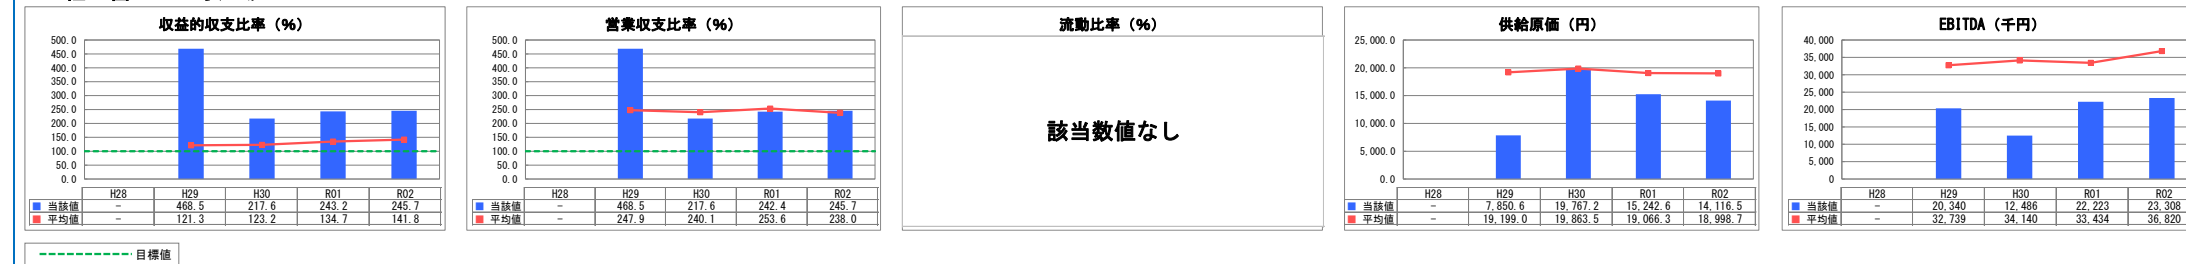 収益的収支比率（％）
500.0
450.0
400.0
350.0
300.0
250.0
200.0
150.0
100.0
50.0
0.0
H28 H29 H30 R01 R02
当該値 － 468.5 217.6 243.2 245.7
平均値 － 121.3 123.2 134.7 141.8
営業収支比率（％）
500.0
450.0
400.0
350.0
300.0
250.0
200.0
150.0
100.0
50.0
0.0
H28 H29 H30 R01 R02
当該値 － 468.5 217.6 242.4 245.7
平均値 － 247.9 240.1 253.6 238.0
流動比率（％）
該当数値なし
供給原価（円）
25,000.0
20,000.0
15,000.0
10,000.0
5,000.0
0.0
H28 H29 H30 R01 R02
当該値 － 7,850.6 19,767.2 15,242.6 14,116.5
平均値 － 19,199.0 19,863.5 19,066.3 18,998.7
EBITDA（千円）
40,000
35,000
30,000
25,000
20,000
15,000
10,000
5,000
0
H28 H29 H30 R01 R02
当該値 － 20,340 12,486 22,223 23,308
平均値 － 32,739 34,140 33,434 36,820
目標値